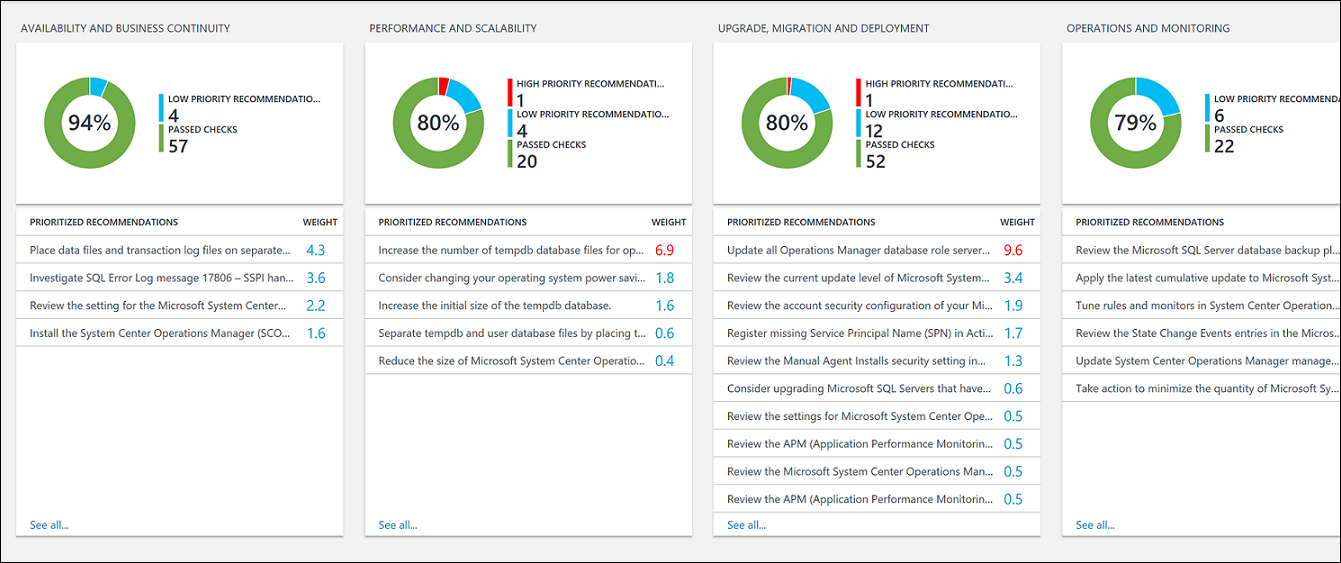 AVAILABILITY AND BUSINESS CONTINUITY
94%
LOW PRIORITY RECOMMENDATIO...
4
PASSED CHECKS
57
PRIORITIZED RECOMMENDATIONS WEIGHT
Place data files and transaction log files on separate... 4.3
Investigate SQL Error Log message 17806 – SSPI han... 3.6
Review the setting for the Microsoft System Center... 2.2
Install the System Center Operations Manager (SCO... 1.6
See all...
PERFORMANCE AND SCALABILITY
80%
HIGH PRIORITY RECOMMENDATI...
1
LOW PRIORITY RECOMMENDATIO...
4
PASSED CHECKS
20
PRIORITIZED RECOMMENDATIONS WEIGHT
Increase the number of tempdb database files for op... 6.9
Consider changing your operating system power savi... 1.8
Increase the initial size of the tempdb database. 1.6
Separate tempdb and user database files by placing t... 0.6
Reduce the size of Microsoft System Center Operatio... 0.4
See all...
UPGRADE, MIGRATION AND DEPLOYMENT
80%
HIGH PRIORITY RECOMMENDATI...
1
LOW PRIORITY RECOMMENDATIO...
12
PASSED CHECKS
52
PRIORITIZED RECOMMENDATIONS WEIGHT
Update all Operations Manager database role server... 9.6
Review the current update level of Microsoft System... 3.4
Review the account security configuration of your Mi... 1.9
Register missing Service Principal Name (SPN) in Acti... 1.7
Review the Manual Agent Installs security setting in... 1.3
Consider upgrading Microsoft SQL Servers that have... 0.6
Review the settings for Microsoft System Center Ope... 0.5
Review the APM (Application Performance Monitorin... 0.5
Review the Microsoft System Center Operations Man... 0.5
Review the APM (Application Performance Monitorin... 0.5
See all...
OPERATIONS AND MONITORING
79%
LOW PRIORITY RECOMMENDA
6
PASSED CHECKS
22
PRIORITIZED RECOMMENDATIONS
Review the Microsoft SQL Server database backup pl...
Apply the latest cumulative update to Microsoft Syst...
Tune rules and monitors in System Center Operation...
Review the State Change Events entries in the Micros...
Update System Center Operations Manager manage...
Take action to minimize the quantity of Microsoft Sy...
See all...